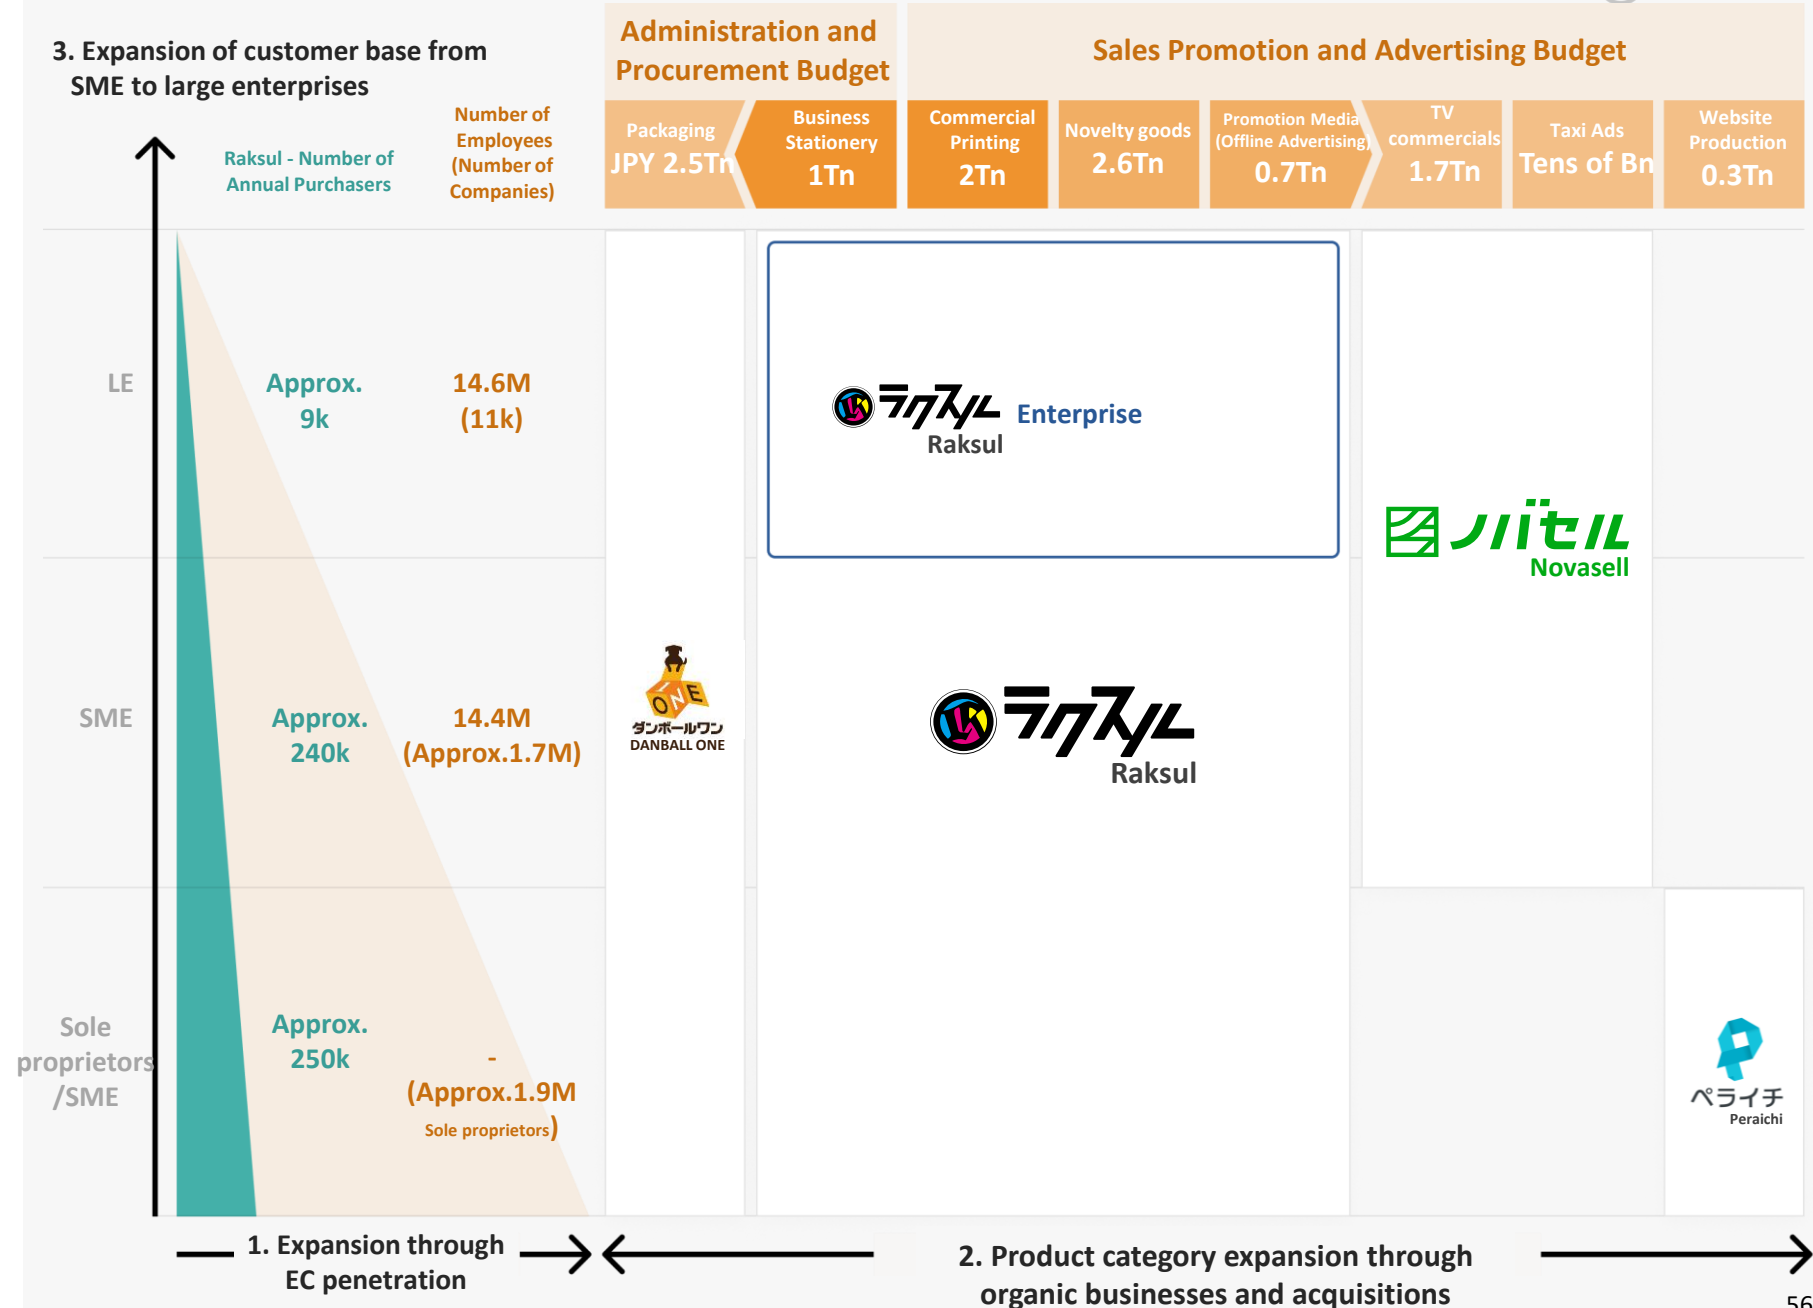 3. Expansion of customer base from
SME to large enterprises
Administration and
Procurement Budget
Sales Promotion and Advertising Budget
Raksul - Number of
Annual Purchasers
Number of
Employees
(Number of
Companies)
Packaging
JPY 2.5Tn
Business
Stationery
1Tn
Commercial
Printing
2Tn
Novelty goods
2.6Tn
Promotion Media
(Offline Advertising)
0.7Tn
TV
commercials
1.7Tn
Taxi Ads
Tens of Bn
Website
Production
0.3Tn
LE
Approx.
9k
14.6M
(11k)
ラクスル Enterprise
Raksul
ノバセル
Novasell
SME
Approx.
240k
14.4M
(Approx.1.7M)
ONE
ダンボールワン
DANBALL ONE
ラクスル
Raksul
Sole
proprietors
/SME
Approx.
250k
-
(Approx.1.9M
Sole proprietors)
ペライチ
Peraichi
1. Expansion through
EC penetration
2. Product category expansion through
organic businesses and acquisitions
56